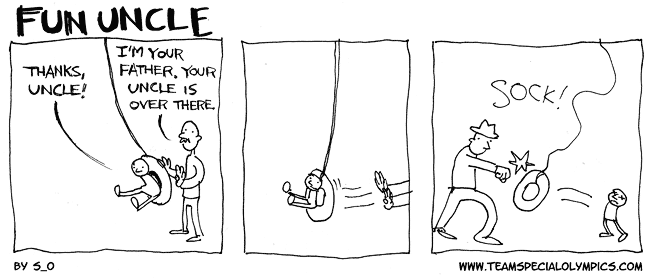 FUN UNCLE
THANKS,
UNCLE!
I'M YOUR
FATHER. YOUR
UNCLE IS
OVER THERE.
SOCK!
BY S_O
WWW.TEAMSPECIALOLYMPICS.COM